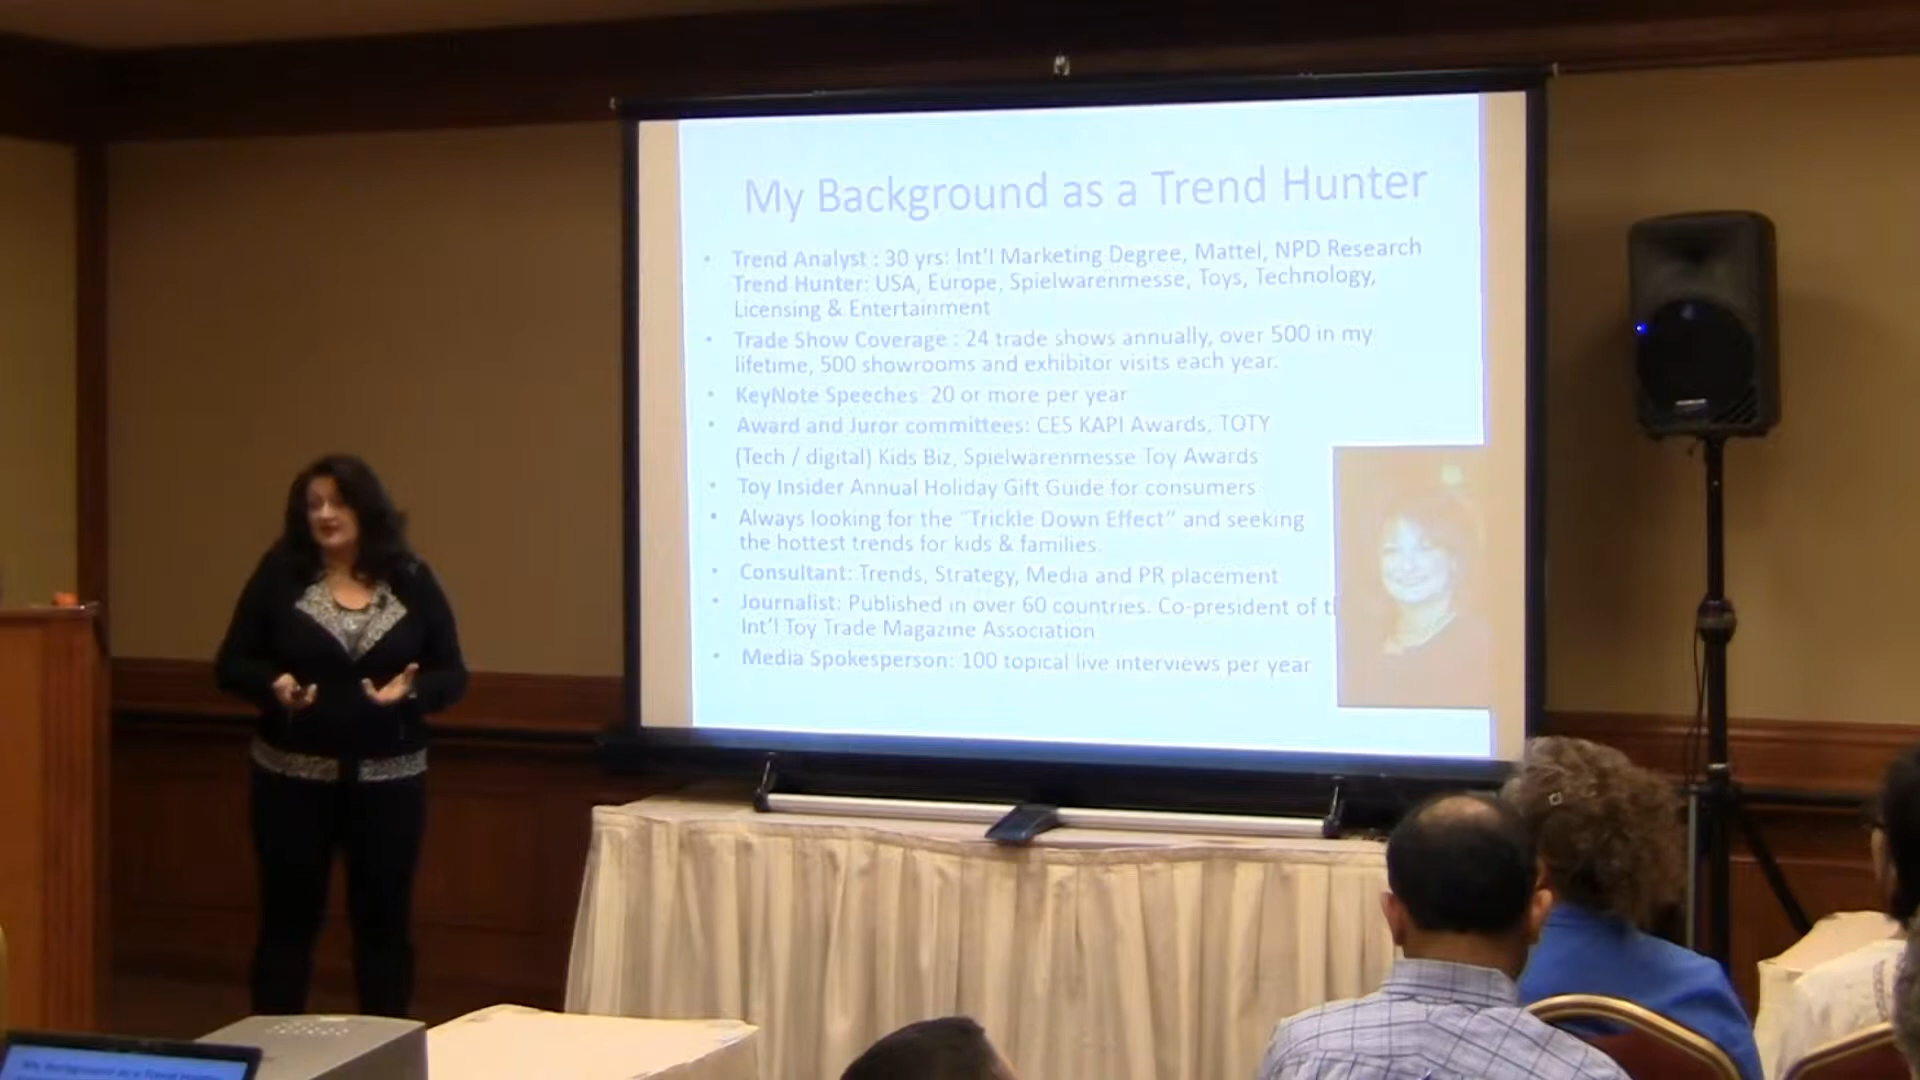 My Background as a Trend Hunter
• Trend Analyst : 30 yrs: Int'l Marketing Degree, Mattel, NPD Research
Trend Hunter: USA, Europe, Spielwarenmesse, Toys, Technology,
Licensing & Entertainment
• Trade Show Coverage : 24 trade shows annually, over 500 in my
lifetime, 500 showrooms and exhibitor visits each year.
• KeyNote Speeches: 20 or more per year
• Award and Juror committees: CES KAPI Awards, TOTY
(Tech / digital) Kids Biz, Spielwarenmesse Toy Awards
• Toy Insider Annual Holiday Gift Guide for consumers
• Always looking for the "Trickle Down Effect" and seeking
the hottest trends for kids & families.
• Consultant: Trends, Strategy, Media and PR placement
• Journalist: Published in over 60 countries. Co-president of t
Int'l Toy Trade Magazine Association
• Media Spokesperson: 100 topical live interviews per year
My Background as a Trend Hunter